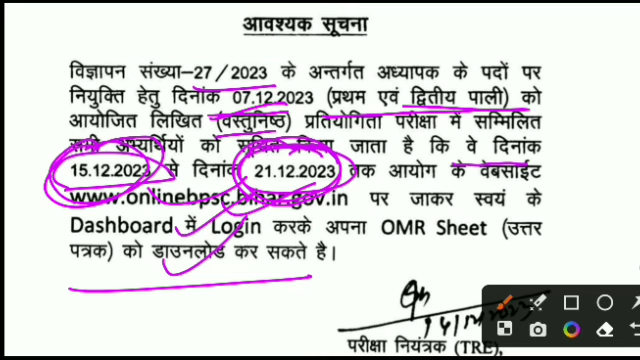 आवश्यक सूचना
विज्ञापन संख्या-27/2023 के अन्तर्गत अध्यापक के पदों पर
नियुक्ति हेतु दिनांक 07.12.2023 (प्रथम एवं द्वितीय पाली) को
आयोजित लिखित (वस्तुनिष्ठ) प्रतियोगिता परीक्षा में सम्मिलित
सभी अभ्यर्थियों को सूचित किया जाता है कि वे दिनांक
15.12.2023 से दिनांक 21.12.2023 तक आयोग के वेबसाईट
www.onlinebpsc.bihar.gov.in पर जाकर स्वयं के
Dashboard में Login करके अपना OMR Sheet (उत्तर
पत्रक) को डाउनलोड कर सकते है।
परीक्षा नियंत्रक (TRE),